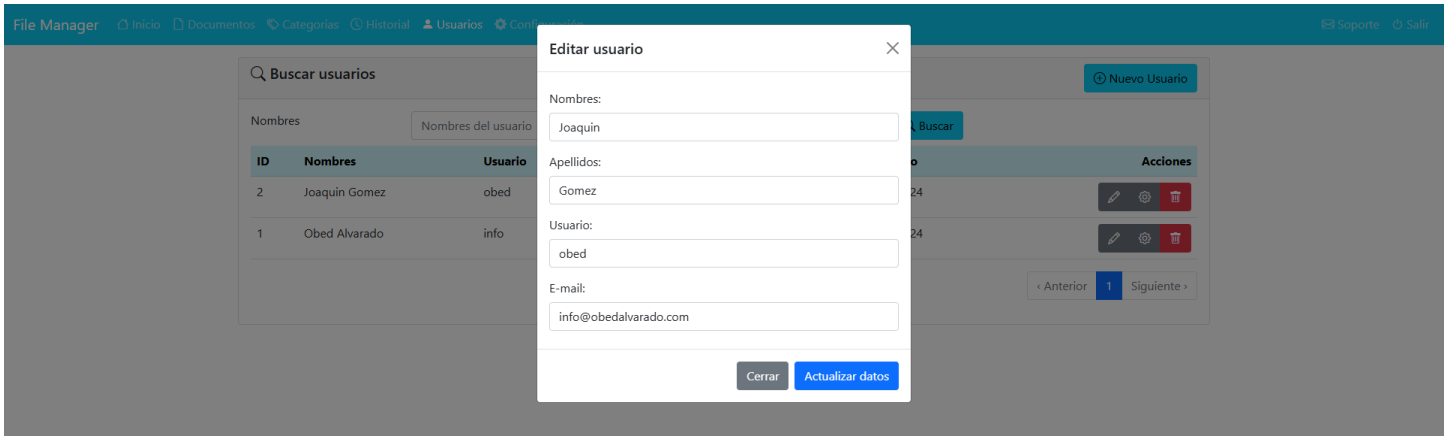 File Manager Inicio Documentos Categorias Historial Usuarios Configuración Soporte Salir
Editar usuario
Buscar usuarios
Nuevo Usuario
Nombres:
Nombres
Nombres del usuario
Joaquin
Buscar
ID Nombres Usuario
Apellidos:
Acciones
2 Joaquin Gomez obed
Gomez
24
Usuario:
1 Obed Alvarado info
obed
24
E-mail:
‹ Anterior 1 Siguiente ›
info@obedalvarado.com
Cerrar Actualizar datos